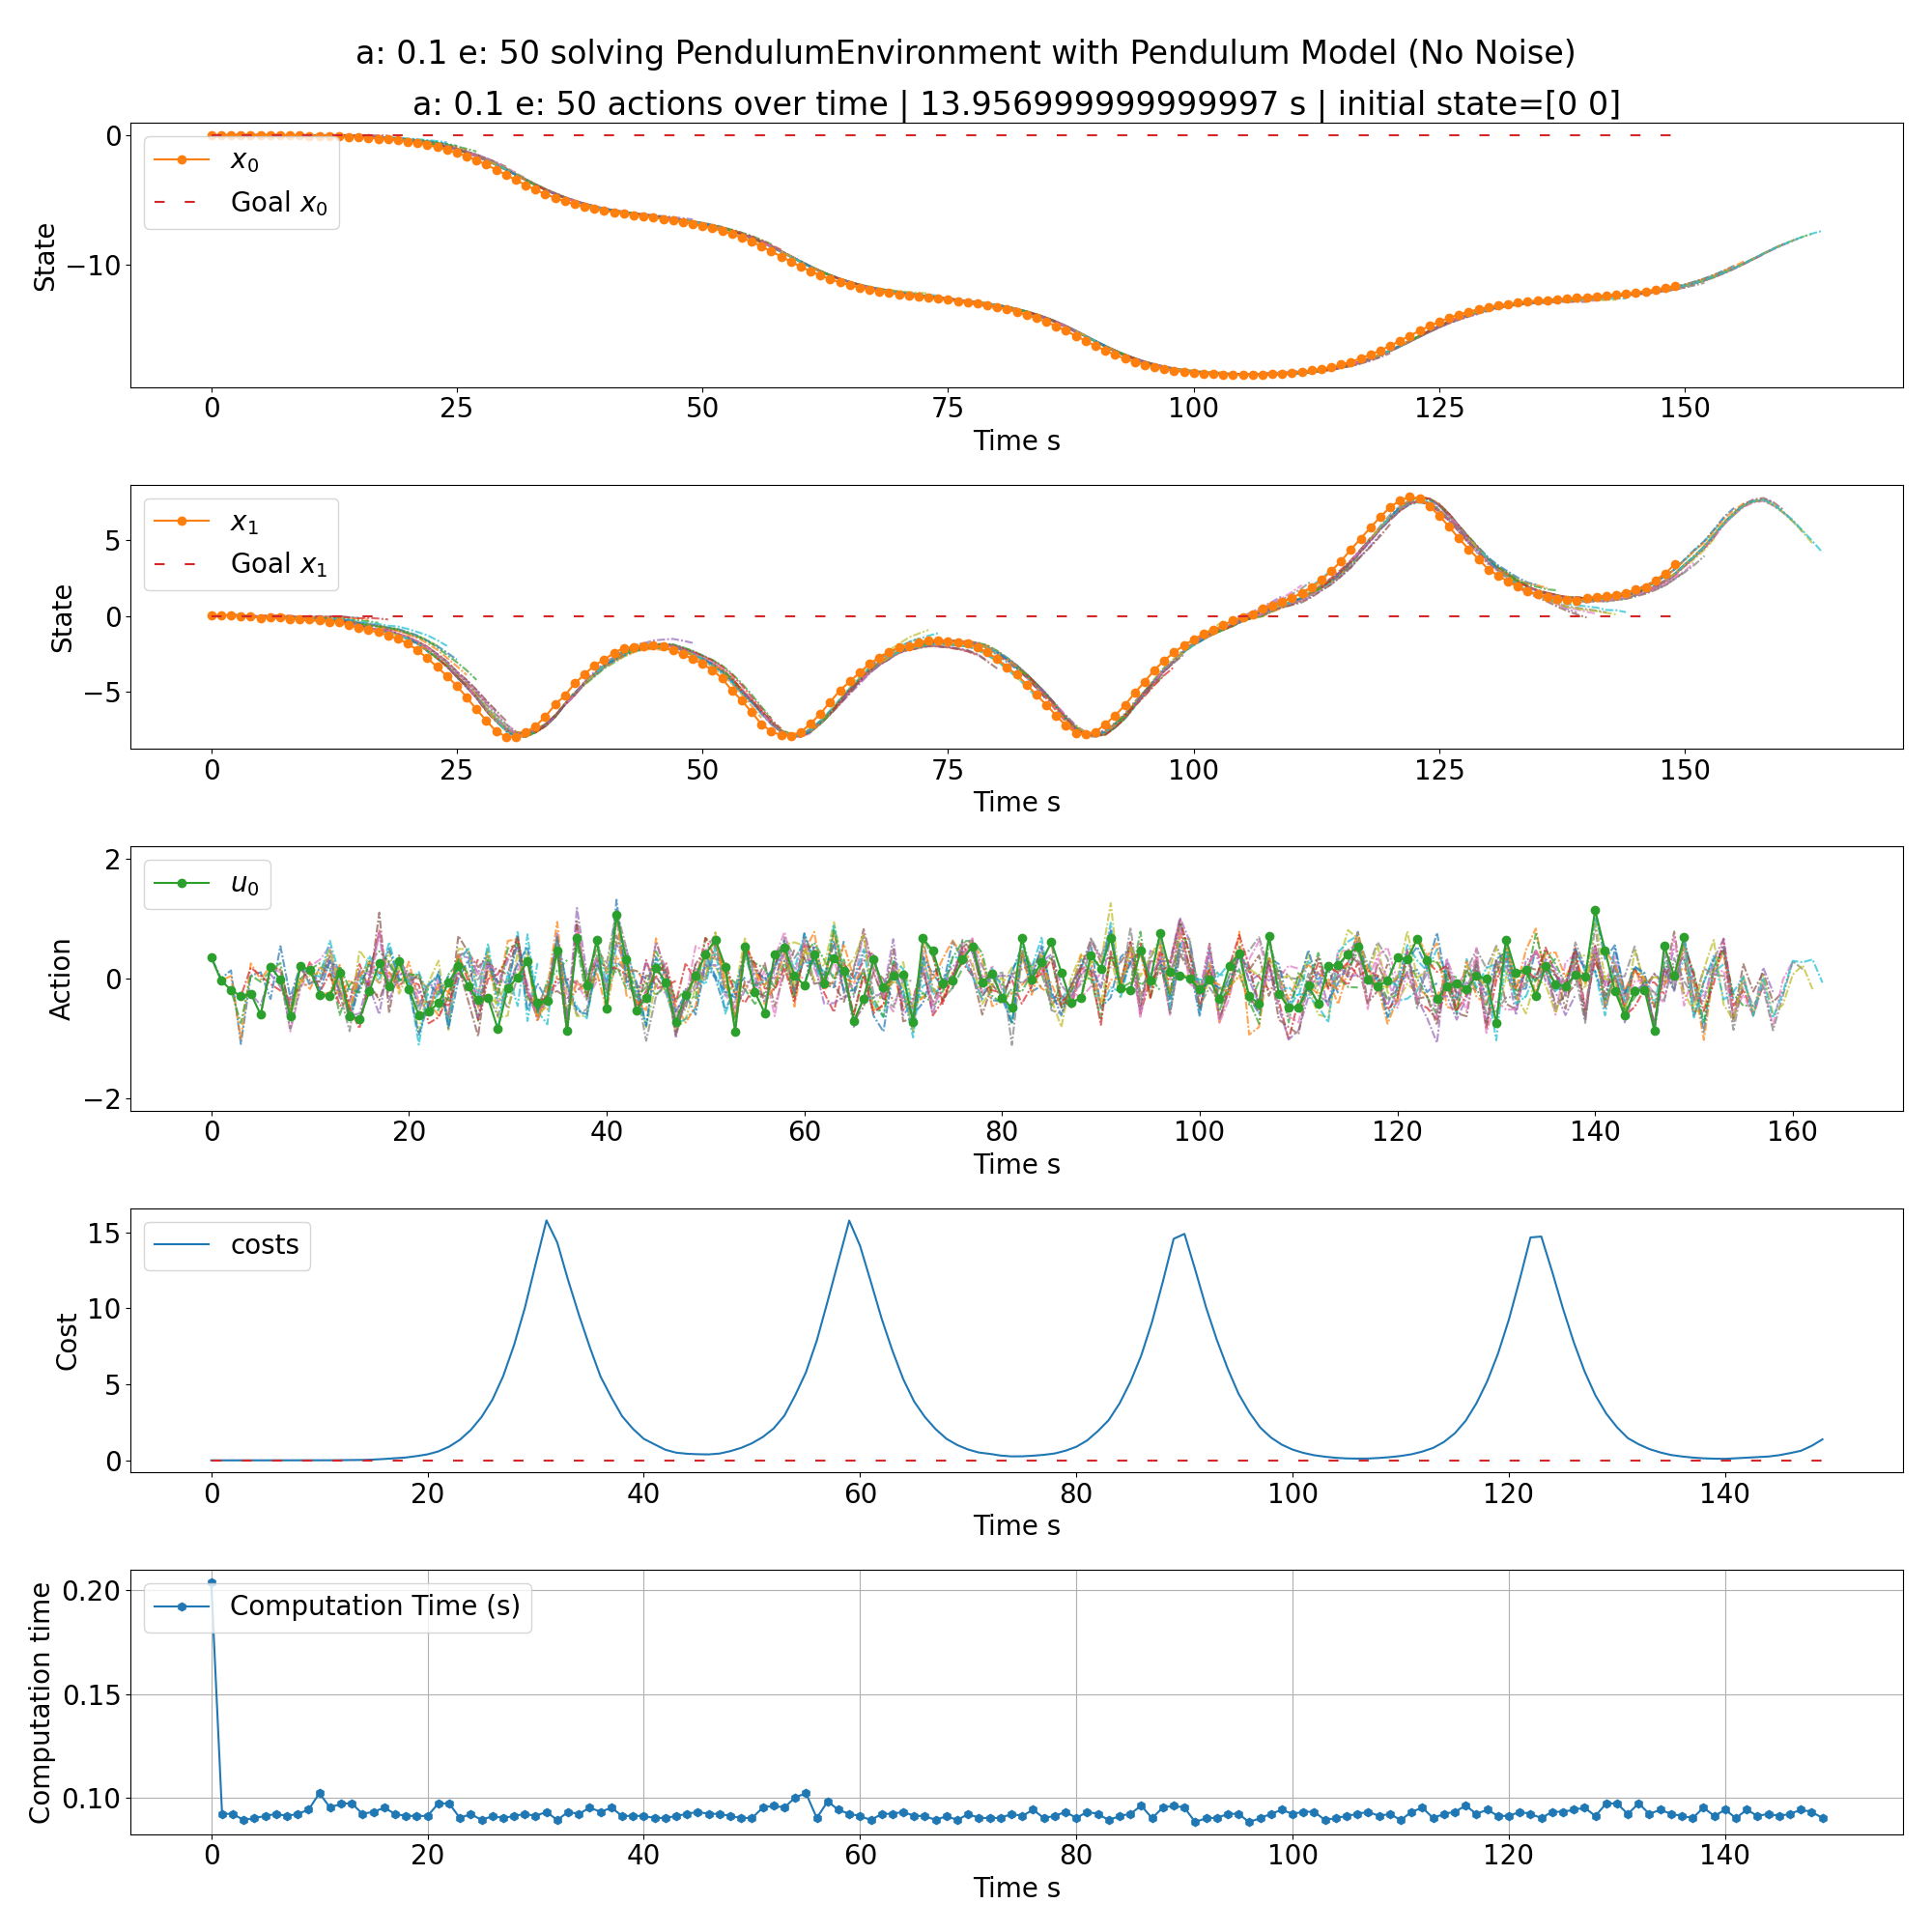 a: 0.1 e: 50 solving PendulumEnvironment with Pendulum Model (No Noise)
a: 0.1 e: 50 actions over time | 13.956999999999997 s | initial state=[0 0]
0
−10
State
x₀
Goal x₀
0 25 50 75 100 125 150
Time s
5
0
−5
State
x₁
Goal x₁
0 25 50 75 100 125 150
Time s
2
0
−2
Action
u₀
0 20 40 60 80 100 120 140 160
Time s
15
10
5
0
Cost
costs
0 20 40 60 80 100 120 140
Time s
0.20
0.15
0.10
Computation time
Computation Time (s)
0 20 40 60 80 100 120 140
Time s